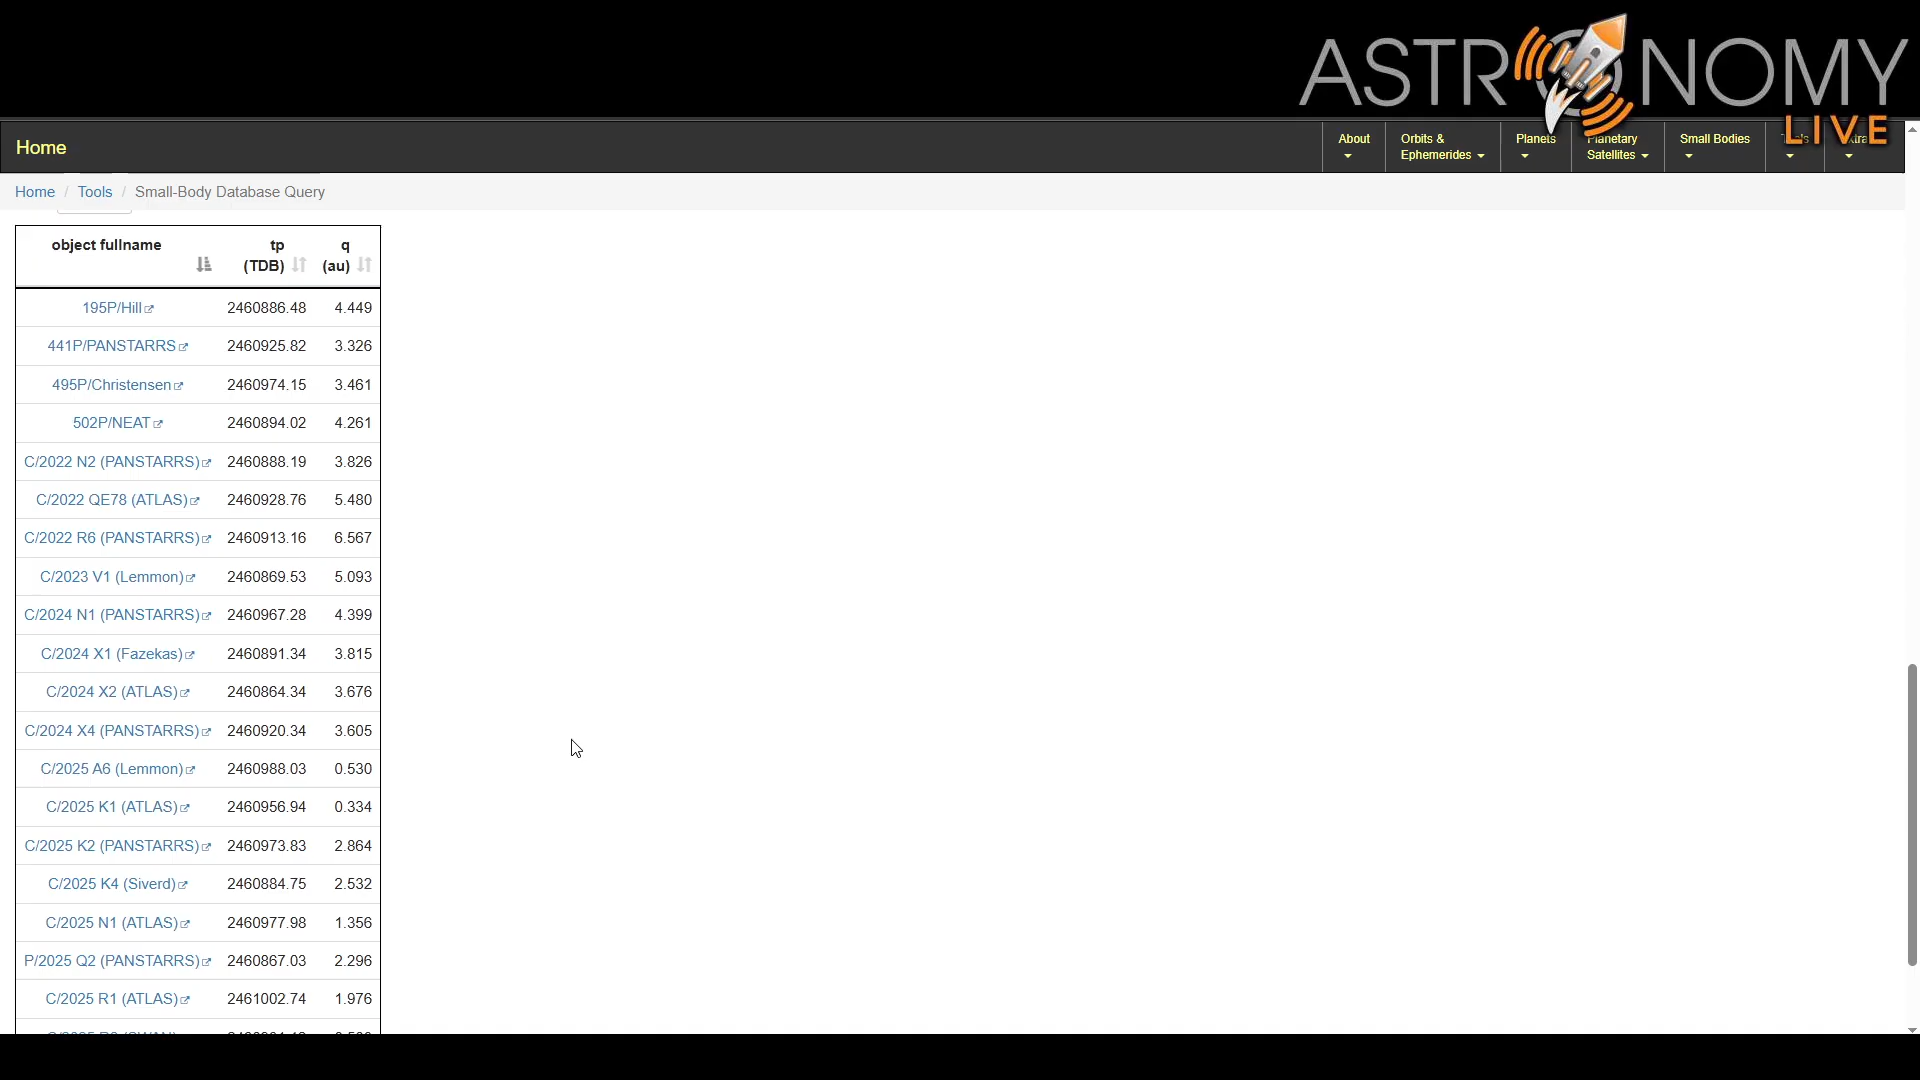 ASTRONOMY
LIVE
Home
About
Orbits &
Ephemerides
Planets
Planetary
Satellites
Small Bodies
Home / Tools / Small-Body Database Query
object fullname tp (TDB) q (au)
195P/Hill 2460886.48 4.449
441P/PANSTARRS 2460925.82 3.326
495P/Christensen 2460974.15 3.461
502P/NEAT 2460894.02 4.261
C/2022 N2 (PANSTARRS) 2460888.19 3.826
C/2022 QE78 (ATLAS) 2460928.76 5.480
C/2022 R6 (PANSTARRS) 2460913.16 6.567
C/2023 V1 (Lemmon) 2460869.53 5.093
C/2024 N1 (PANSTARRS) 2460967.28 4.399
C/2024 X1 (Fazekas) 2460891.34 3.815
C/2024 X2 (ATLAS) 2460864.34 3.676
C/2024 X4 (PANSTARRS) 2460920.34 3.605
C/2025 A6 (Lemmon) 2460988.03 0.530
C/2025 K1 (ATLAS) 2460956.94 0.334
C/2025 K2 (PANSTARRS) 2460973.83 2.864
C/2025 K4 (Siverd) 2460884.75 2.532
C/2025 N1 (ATLAS) 2460977.98 1.356
P/2025 Q2 (PANSTARRS) 2460867.03 2.296
C/2025 R1 (ATLAS) 2461002.74 1.976